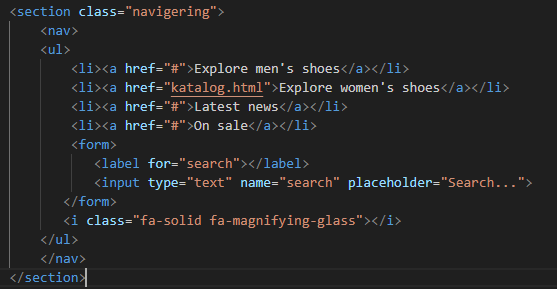 <section class="navigering">
<nav>
<ul>
<li><a href="#">Explore men's shoes</a></li>
<li><a href="katalog.html">Explore women's shoes</a></li>
<li><a href="#">Latest news</a></li>
<li><a href="#">On sale</a></li>
<form>
<label for="search"></label>
<input type="text" name="search" placeholder="Search...">
</form>
<i class="fa-solid fa-magnifying-glass"></i>
</ul>
</nav>
</section>